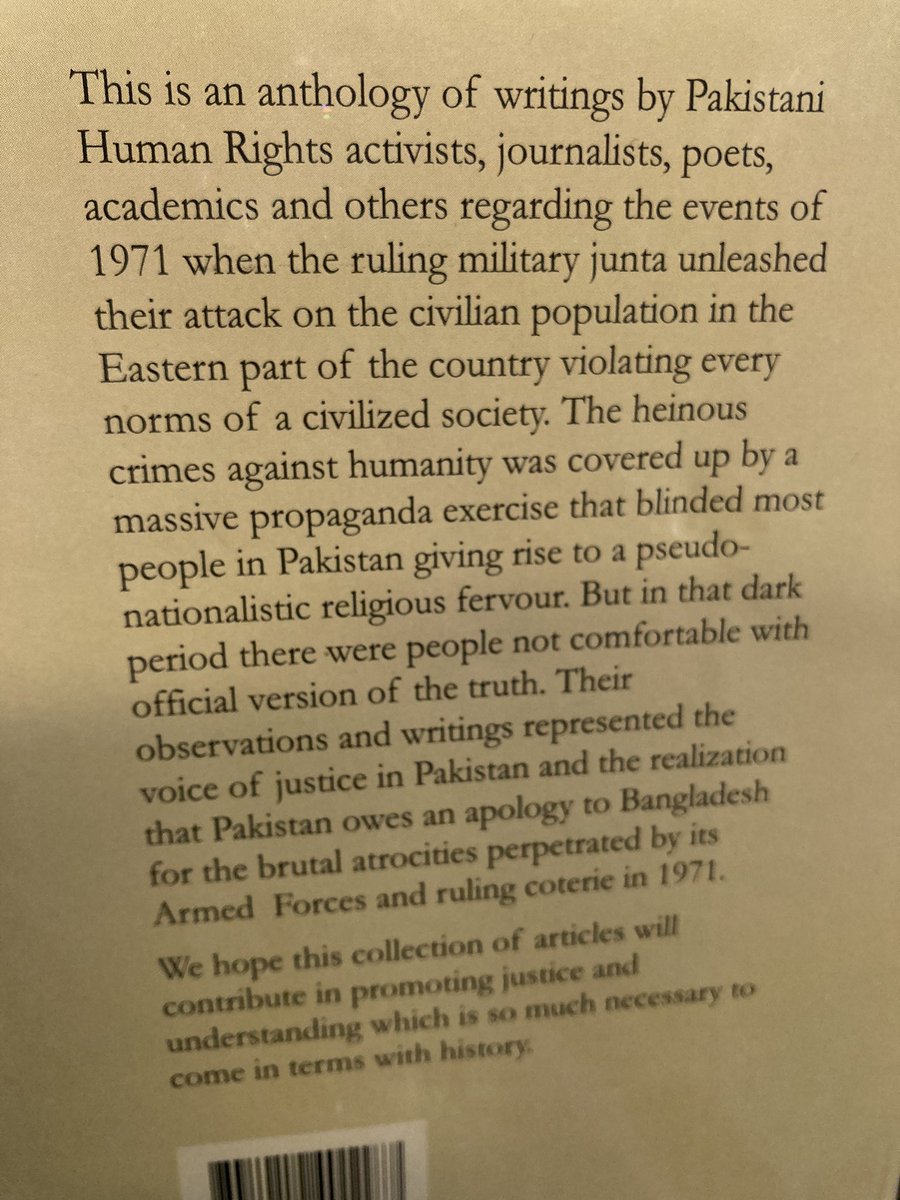 This is an anthology of writings by Pakistani
Human Rights activists, journalists, poets,
academics and others regarding the events of
1971 when the ruling military junta unleashed
their attack on the civilian population in the
Eastern part of the country violating every
norms of a civilized society. The heinous
crimes against humanity was covered up by a
massive propaganda exercise that blinded most
people in Pakistan giving rise to a pseudo-
nationalistic religious fervour. But in that dark
period there were people not comfortable with
official version of the truth. Their
observations and writings represented the
voice of justice in Pakistan and the realization
that Pakistan owes an apology to Bangladesh
for the brutal atrocities perpetrated by its
Armed Forces and ruling coterie in 1971.
We hope this collection of articles will
contribute in promoting justice and
understanding which is so much necessary to
come in terms with history.